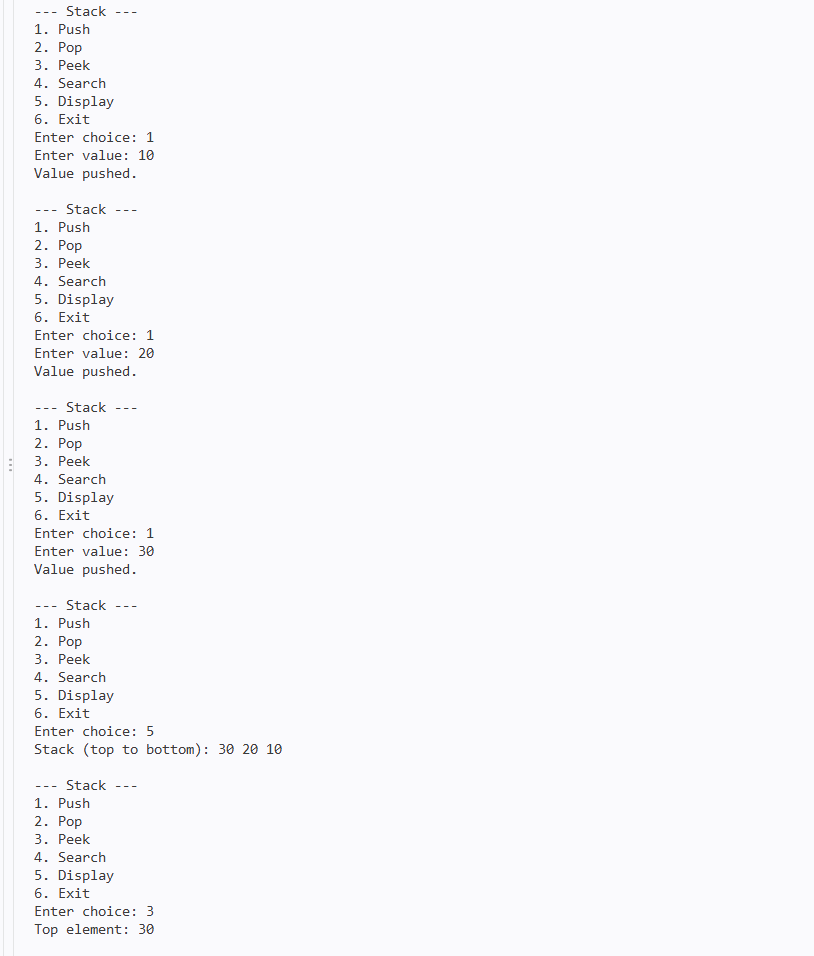 --- Stack ---
1. Push
2. Pop
3. Peek
4. Search
5. Display
6. Exit
Enter choice: 1
Enter value: 10
Value pushed.
--- Stack ---
1. Push
2. Pop
3. Peek
4. Search
5. Display
6. Exit
Enter choice: 1
Enter value: 20
Value pushed.
--- Stack ---
1. Push
2. Pop
3. Peek
4. Search
5. Display
6. Exit
Enter choice: 1
Enter value: 30
Value pushed.
--- Stack ---
1. Push
2. Pop
3. Peek
4. Search
5. Display
6. Exit
Enter choice: 5
Stack (top to bottom): 30 20 10
--- Stack ---
1. Push
2. Pop
3. Peek
4. Search
5. Display
6. Exit
Enter choice: 3
Top element: 30